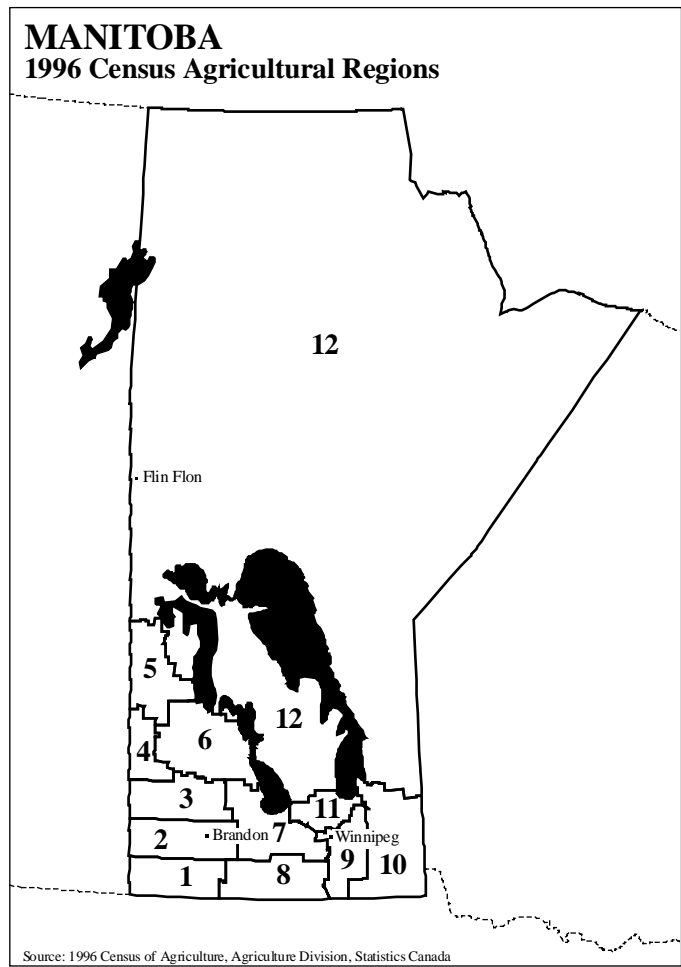 MANITOBA
1996 Census Agricultural Regions
12
Flin Flon
5
12
6
4
3
11
7
2
Brandon
Winnipeg
9
10
1
8
Source: 1996 Census of Agriculture, Agriculture Division, Statistics Canada